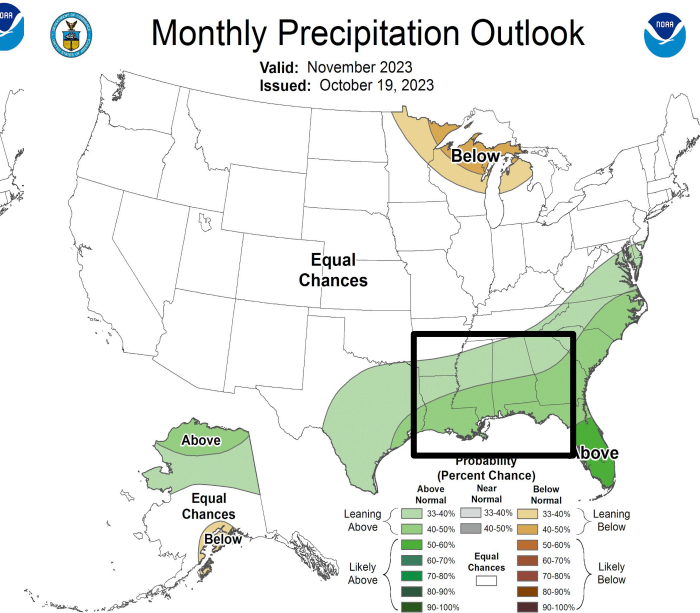 NOAA
NOAA
Monthly Precipitation Outlook
Valid: November 2023
Issued: October 19, 2023
Below
Equal
Chances
Above
Above
Equal
Chances
Below
Probability
(Percent Chance)
Above
Normal
Near
Normal
Below
Normal
Leaning
Above
33-40%
33-40%
33-40%
Leaning
Below
40-50%
40-50%
40-50%
Likely
Above
50-60%
60-70%
70-80%
80-90%
90-100%
Equal
Chances
50-60%
60-70%
70-80%
80-90%
90-100%
Likely
Below